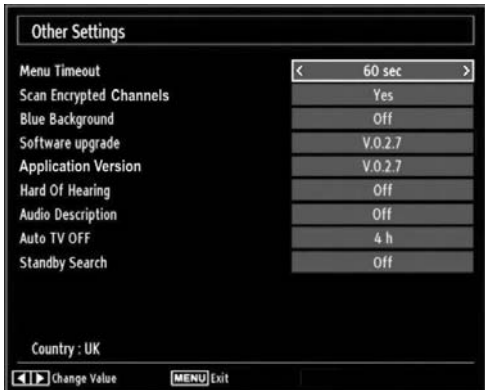 Other Settings
Menu Timeout < 60 sec >
Scan Encrypted Channels Yes
Blue Background Off
Software upgrade V.0.2.7
Application Version V.0.2.7
Hard Of Hearing Off
Audio Description Off
Auto TV OFF 4 h
Standby Search Off
Country : UK
Change Value MENU Exit